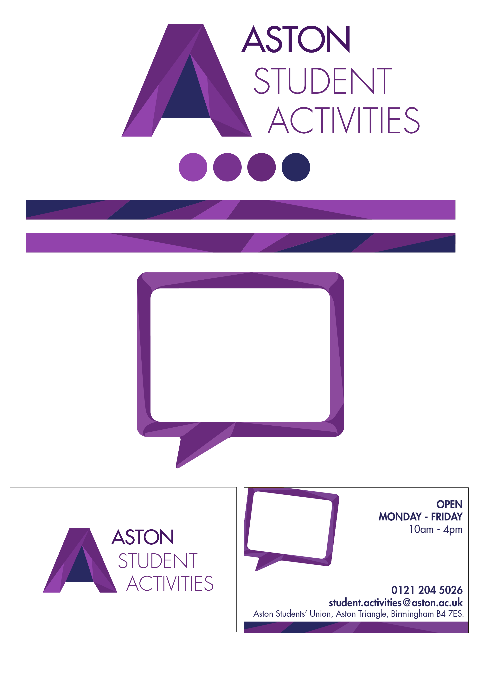 ASTON
STUDENT
ACTIVITIES
ASTON
STUDENT
ACTIVITIES
OPEN
MONDAY - FRIDAY
10am - 4pm
0121 204 5026
student.activities@aston.ac.uk
Aston Students' Union, Aston Triangle, Birmingham B4 7ES